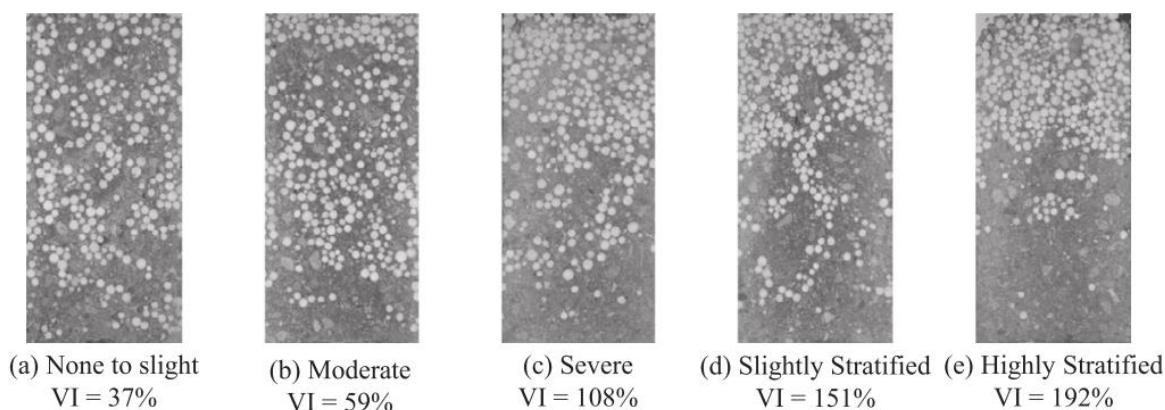 (a) None to slight
VI = 37%
(b) Moderate
VI = 59%
(c) Severe
VI = 108%
(d) Slightly Stratified
VI = 151%
(e) Highly Stratified
VI = 192%